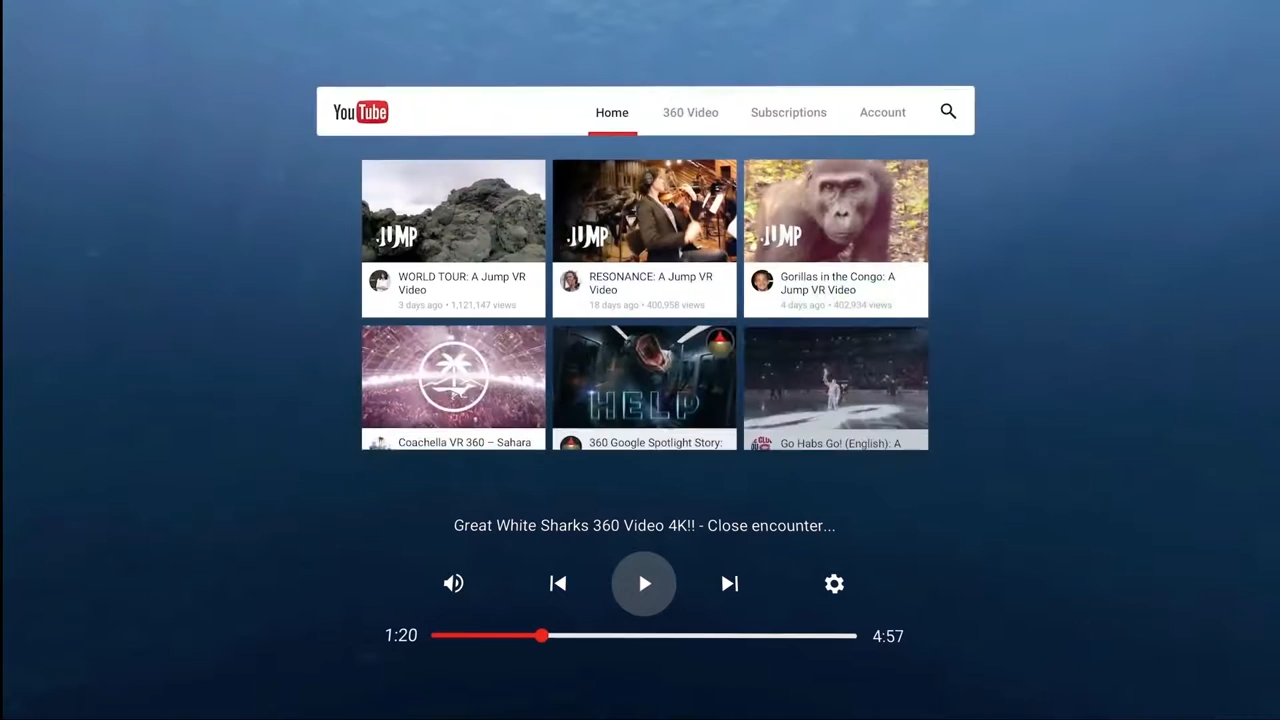 YouTube
Home
360 Video
Subscriptions
Account
JUMP
WORLD TOUR: A Jump VR
Video
3 days ago • 1,121,147 views
JUMP
RESONANCE: A Jump VR
Video
18 days ago • 400,958 views
JUMP
Gorillas in the Congo: A
Jump VR Video
4 days ago • 402,934 views
Coachella VR 360 – Sahara
HELP
360 Google Spotlight Story:
Go Habs Go! (English): A
Great White Sharks 360 Video 4K!! - Close encounter...
1:20
4:57